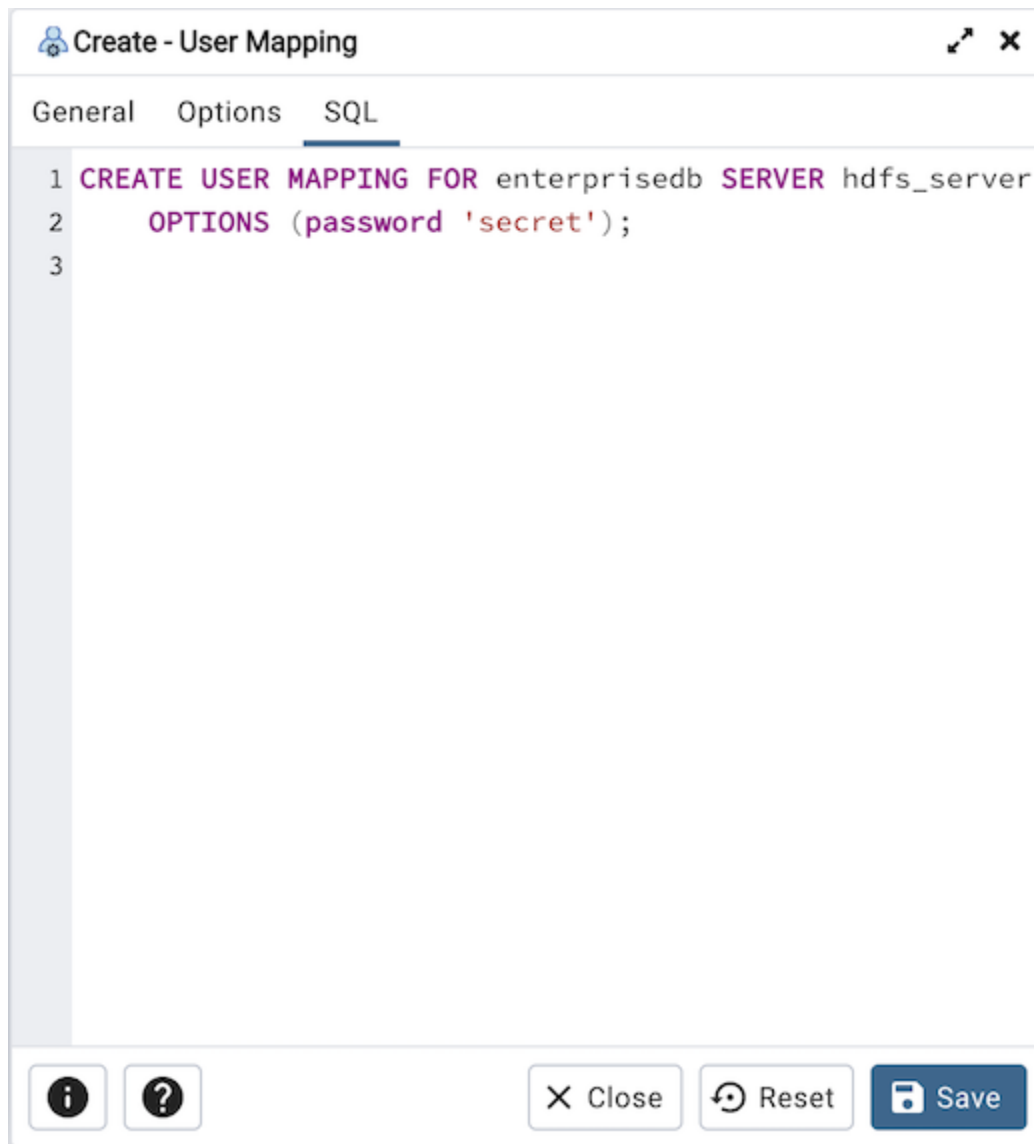 Create - User Mapping
General Options SQL
1 CREATE USER MAPPING FOR enterprisedb SERVER hdfs_server
2 OPTIONS (password 'secret');
3
Close Reset Save